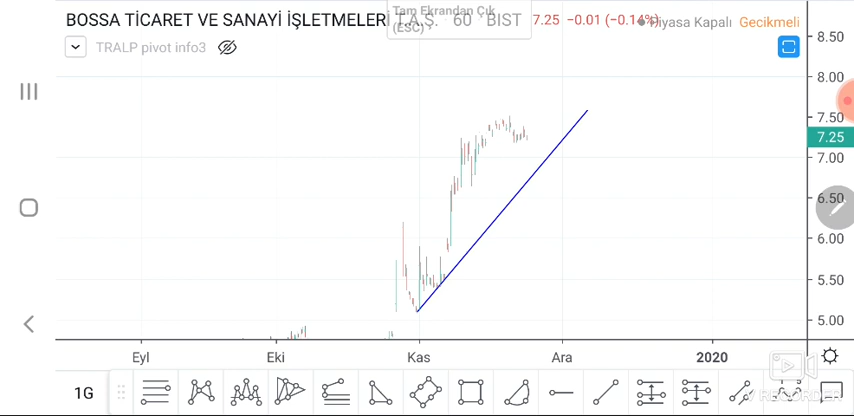 BOSSA TİCARET VE SANAYİ İŞLETMELERİ T.A.Ş. 60 BIST 7.25 −0.01 (−0.14%) Piyasa Kapalı Gecikmeli
Tam Ekrandan Çık
(ESC)
TRALP pivot info3
8.50
8.00
7.50
7.25
7.00
6.50
6.00
5.50
5.00
Eyl Eki Kas Ara 2020
1G
RECORDER